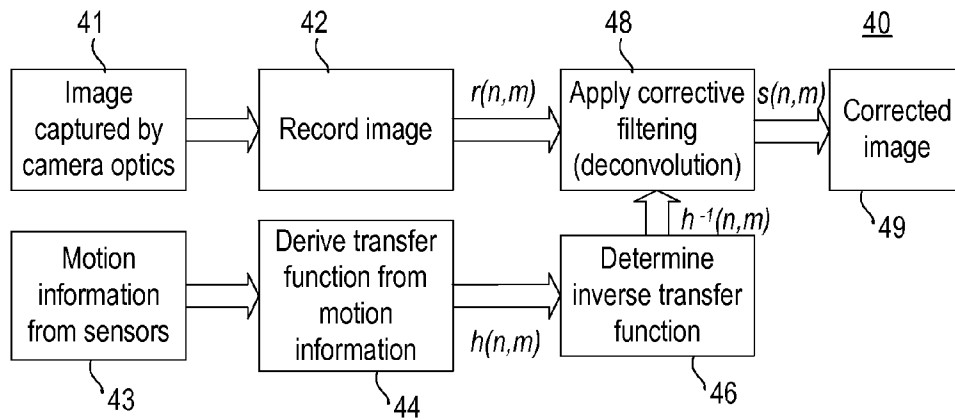 41
42
48
40
Image
captured by
camera optics
Record image
r(n,m)
Apply corrective
filtering
(deconvolution)
s(n,m)
Corrected
image
49
Motion
information
from sensors
43
Derive transfer
function from
motion
information
44
h(n,m)
h⁻¹(n,m)
Determine
inverse transfer
function
46